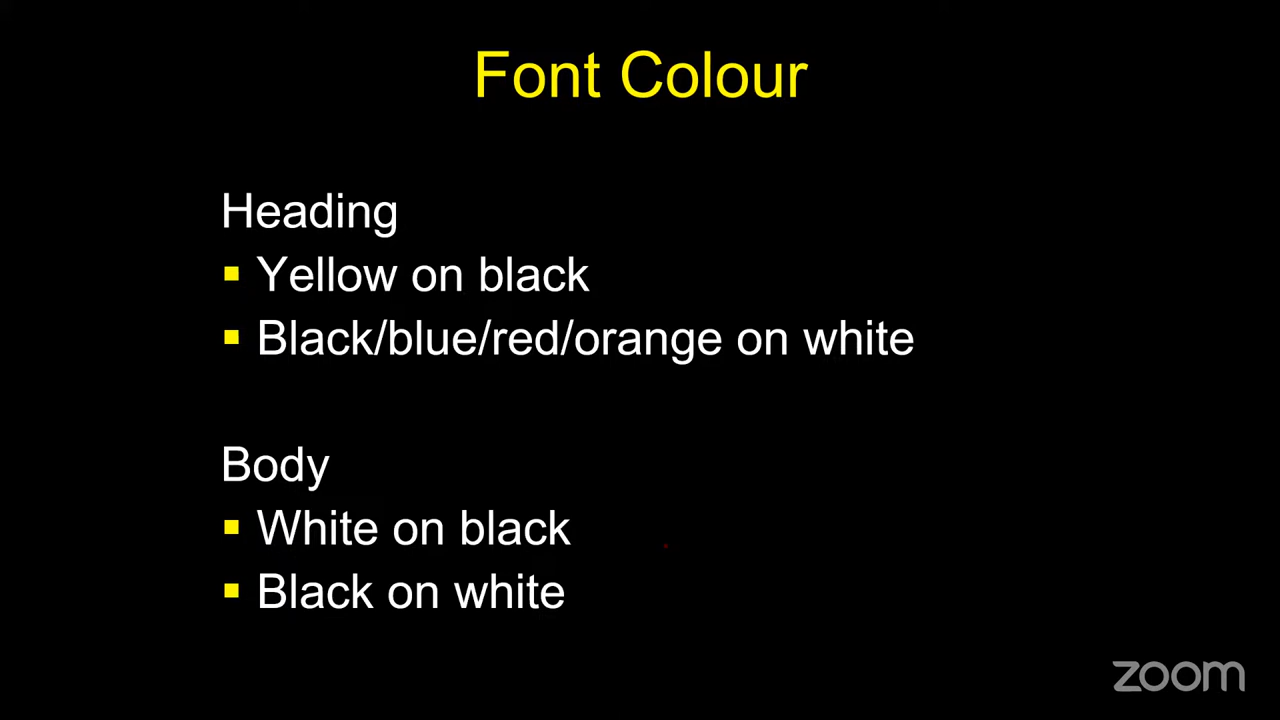 Font Colour
Heading
Yellow on black
Black/blue/red/orange on white
Body
White on black
Black on white
zoom